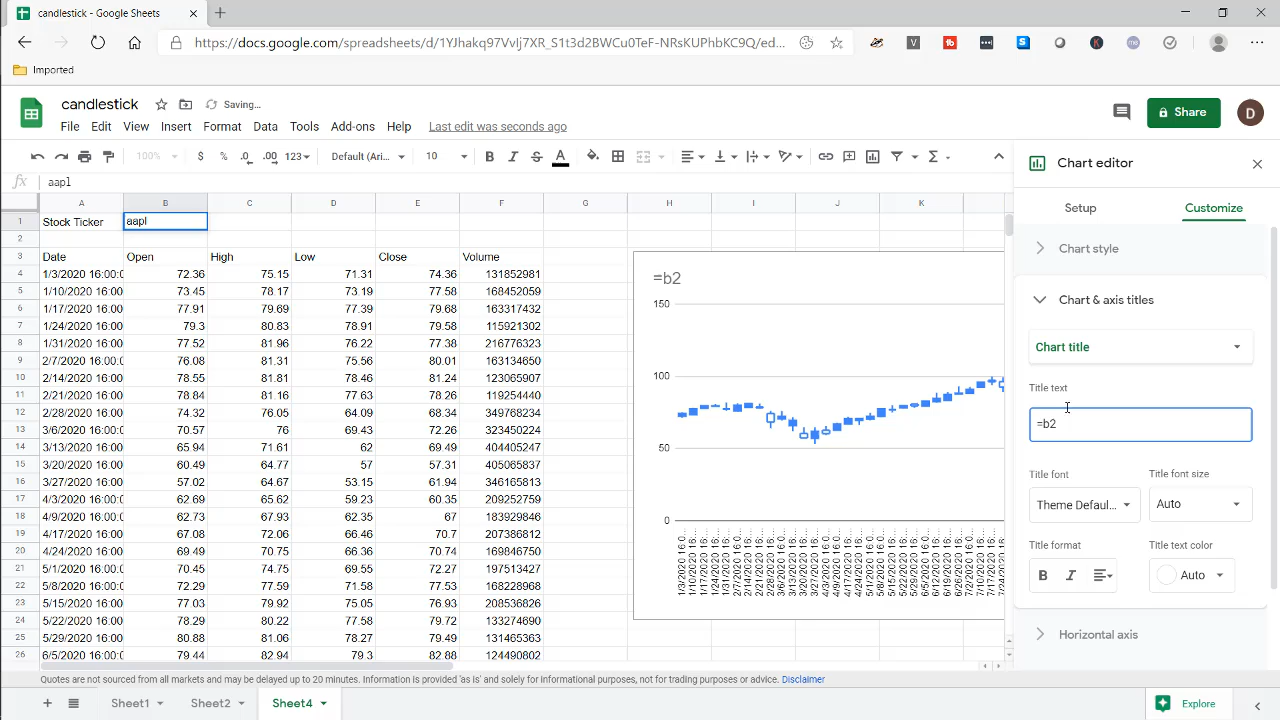 candlestick - Google Sheets
https://docs.google.com/spreadsheets/d/1YJhakq97VvIj7XR_S1t3d2BWCu0TeF-NRsKUPhbKC9Q/ed...
Imported
candlestick
Saving...
File Edit View Insert Format Data Tools Add-ons Help Last edit was seconds ago
Share
D
100% $ % .0 .00 123 Default (Ari... 10 B I S A
fx aapl
A B C D E F G H I J K
1 Stock Ticker aapl
2
3 Date Open High Low Close Volume
4 1/3/2020 16:00:0 72.36 75.15 71.31 74.36 131852981
5 1/10/2020 16:00 73.45 78.17 73.19 77.58 168452059
6 1/17/2020 16:00 77.91 79.69 77.39 79.68 163317432
7 1/24/2020 16:00 79.3 80.83 78.91 79.58 115921302
8 1/31/2020 16:00 77.52 81.96 76.22 77.38 216776323
9 2/7/2020 16:00:0 76.08 81.31 75.56 80.01 163134650
10 2/14/2020 16:00 78.55 81.81 78.46 81.24 123065907
11 2/21/2020 16:00 78.84 81.16 77.63 78.26 119254440
12 2/28/2020 16:00 74.32 76.05 64.09 68.34 349768234
13 3/6/2020 16:00:0 70.57 76 69.43 72.26 323450224
14 3/13/2020 16:00 65.94 71.61 62 69.49 404405247
15 3/20/2020 16:00 60.49 64.77 57 57.31 405065837
16 3/27/2020 16:00 57.02 64.67 53.15 61.94 346165813
17 4/3/2020 16:00:0 62.69 65.62 59.23 60.35 209252759
18 4/9/2020 16:00:0 62.73 67.93 62.35 67 183929846
19 4/17/2020 16:00 67.08 72.06 66.46 70.7 207386812
20 4/24/2020 16:00 69.49 70.75 66.36 70.74 169846750
21 5/1/2020 16:00:0 70.45 74.75 69.55 72.27 197513427
22 5/8/2020 16:00:0 72.29 77.59 71.58 77.53 168228968
23 5/15/2020 16:00 77.03 79.92 75.05 76.93 208536826
24 5/22/2020 16:00 78.29 80.22 77.58 79.72 133274690
25 5/29/2020 16:00 80.88 81.06 78.27 79.49 131465363
26 6/5/2020 16:00:0 79.44 82.94 79.3 82.88 124490802
=b2
150
100
50
0
Chart editor
Setup Customize
Chart style
Chart & axis titles
Chart title
Title text
=b2
Title font Title font size
Theme Defaul... Auto
Title format Title text color
B I Auto
Horizontal axis
Quotes are not sourced from all markets and may be delayed up to 20 minutes. Information is provided 'as is' and solely for informational purposes, not for trading purposes or advice. Disclaimer
Sheet1 Sheet2 Sheet4 Explore